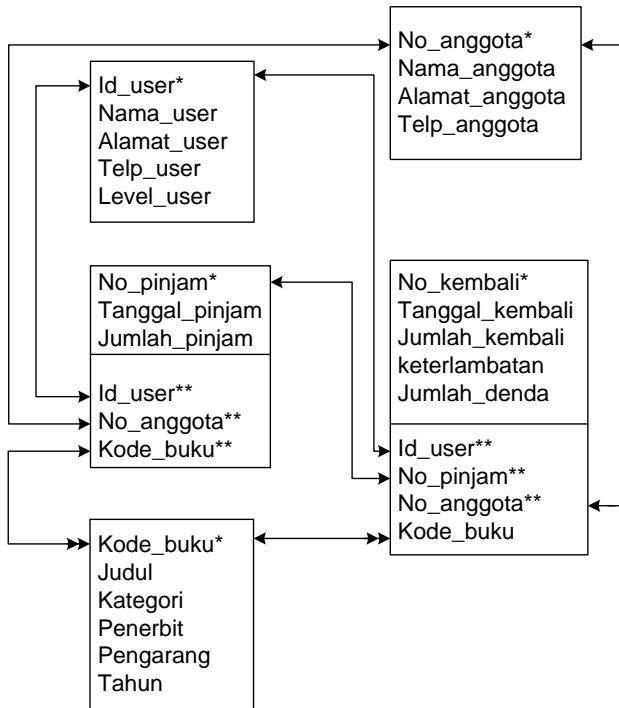 No_anggota*
Nama_anggota
Alamat_anggota
Telp_anggota
Id_user*
Nama_user
Alamat_user
Telp_user
Level_user
No_pinjam*
Tanggal_pinjam
Jumlah_pinjam
Id_user**
No_anggota**
Kode_buku**
No_kembali*
Tanggal_kembali
Jumlah_kembali
keterlambatan
Jumlah_denda
Id_user**
No_pinjam**
No_anggota**
Kode_buku
Kode_buku*
Judul
Kategori
Penerbit
Pengarang
Tahun